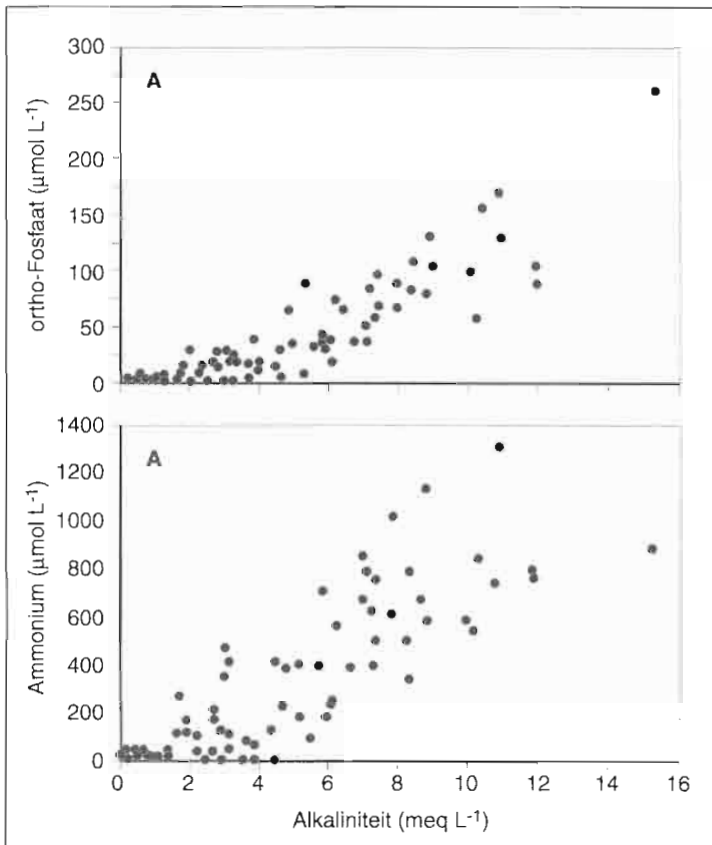 300
A
250
200
150
100
50
0
ortho-Fosfaat (µmol L-1)
1400
A
1200
1000
800
600
400
200
0
Ammonium (µmol L-1)
0 2 4 6 8 10 12 14 16
Alkaliniteit (meq L-1)